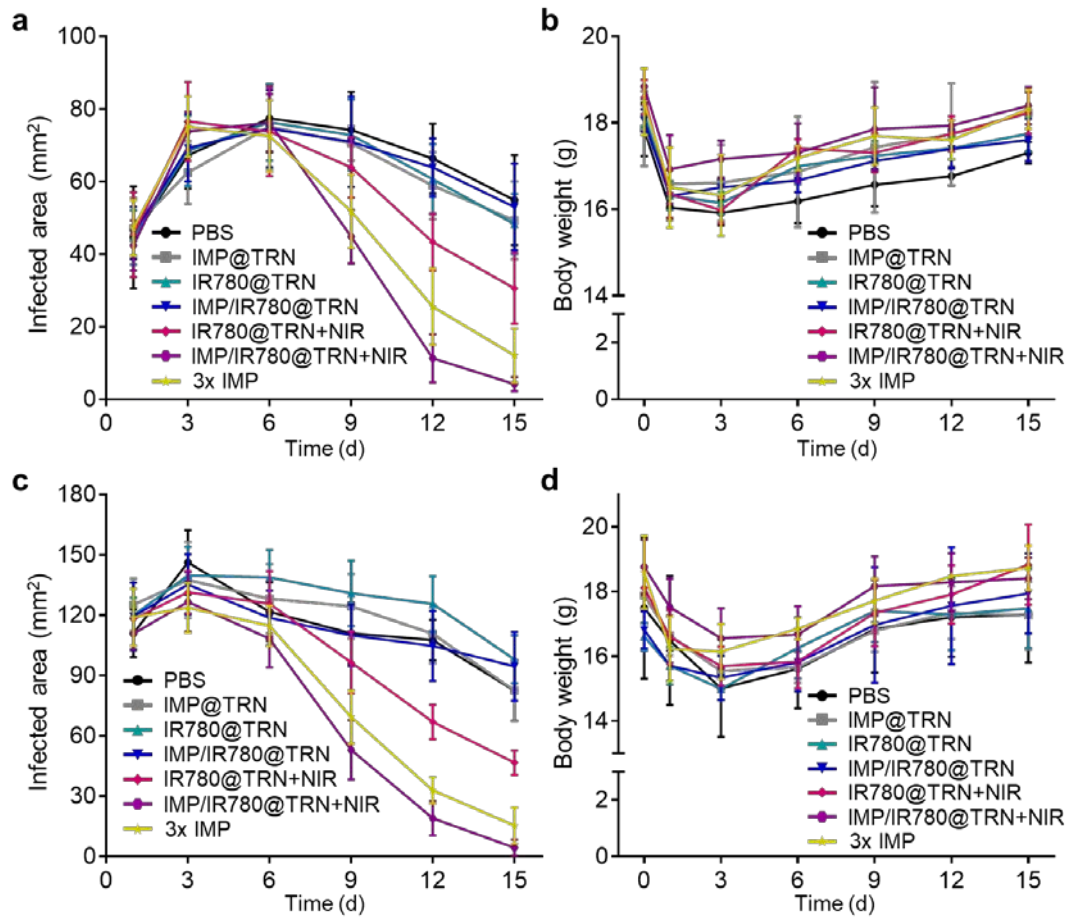 a
Infected area (mm²)
100
80
60
40
20
0
PBS
IMP@TRN
IR780@TRN
IMP/IR780@TRN
IR780@TRN+NIR
IMP/IR780@TRN+NIR
3x IMP
0 3 6 9 12 15
Time (d)
b
Body weight (g)
20
18
16
14
2
0
PBS
IMP@TRN
IR780@TRN
IMP/IR780@TRN
IR780@TRN+NIR
IMP/IR780@TRN+NIR
3x IMP
0 3 6 9 12 15
Time (d)
c
Infected area (mm²)
180
150
120
90
60
30
0
PBS
IMP@TRN
IR780@TRN
IMP/IR780@TRN
IR780@TRN+NIR
IMP/IR780@TRN+NIR
3x IMP
0 3 6 9 12 15
Time (d)
d
Body weight (g)
20
18
16
14
2
0
PBS
IMP@TRN
IR780@TRN
IMP/IR780@TRN
IR780@TRN+NIR
IMP/IR780@TRN+NIR
3x IMP
0 3 6 9 12 15
Time (d)